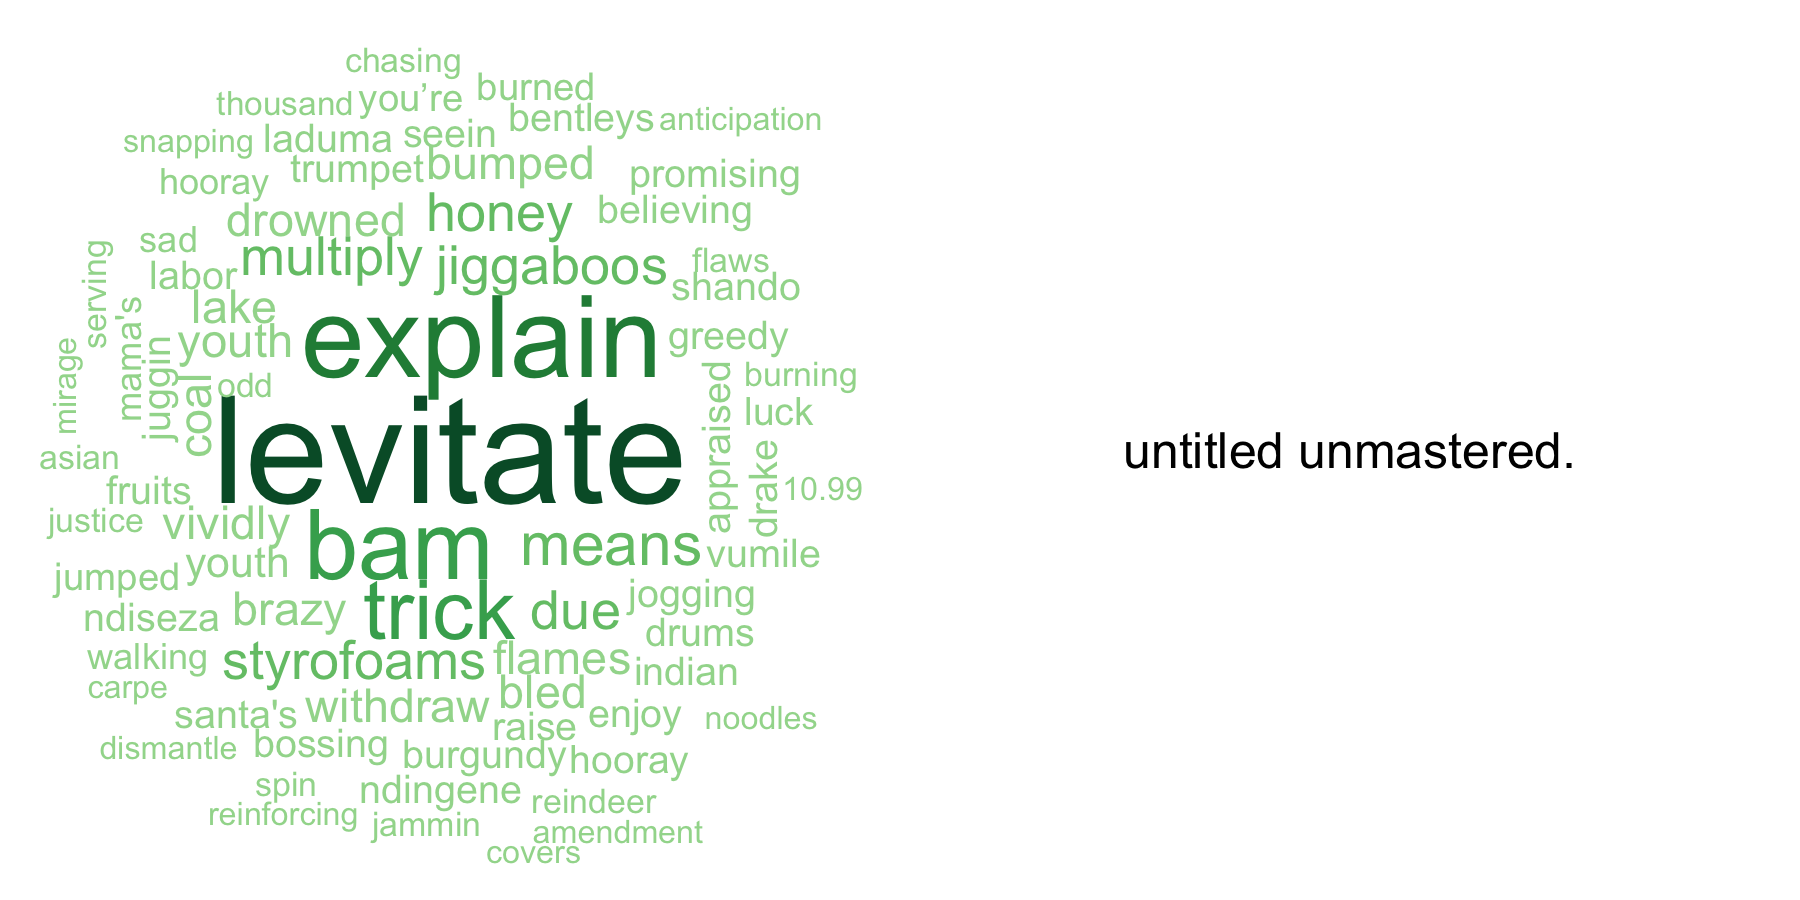 chasing
thousand you’re burned
bentleys anticipation
snapping laduma seein
trumpet bumped promising
hooray
drowned honey believing
sad multiply jiggaboos flaws
serving labor shando
mama's lake
youth explain greedy
mirage juggin coal odd appraised burning
levitate luck
asian drake
fruits 10.99
justice vividly bam means vumile
untitled unmastered.
jumped youth jogging
ndiseza brazy trick due drums
walking styrofoams flames indian
carpe
santa's withdraw bled enjoy noodles
raise
dismantle bossing burgundy hooray
spin ndingene reindeer
reinforcing jammin amendment
covers